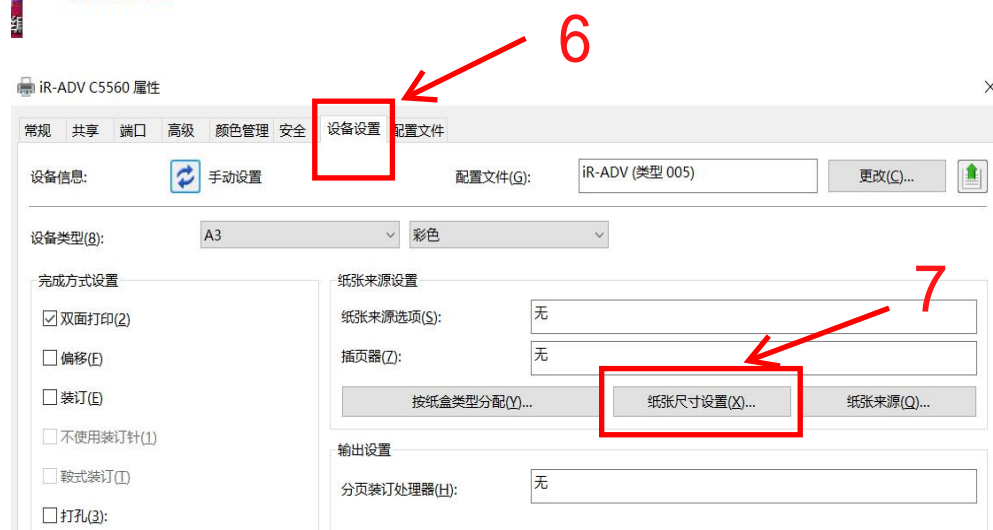 6
iR-ADV C5560 属性
常规 共享 端口 高级 颜色管理 安全 设备设置 配置文件
设备信息: 手动设置 配置文件(G): iR-ADV (类型 005) 更改(C)...
设备类型(8): A3 彩色
完成方式设置 纸张来源设置
7
双面打印(2) 纸张来源选项(S): 无
偏移(F) 插页器(7): 无
装订(E) 按纸盒类型分配(Y)... 纸张尺寸设置(X)... 纸张来源(Q)...
不使用装订针(1)
输出设置
鞍式装订(T) 分页装订处理器(H): 无
打孔(3):